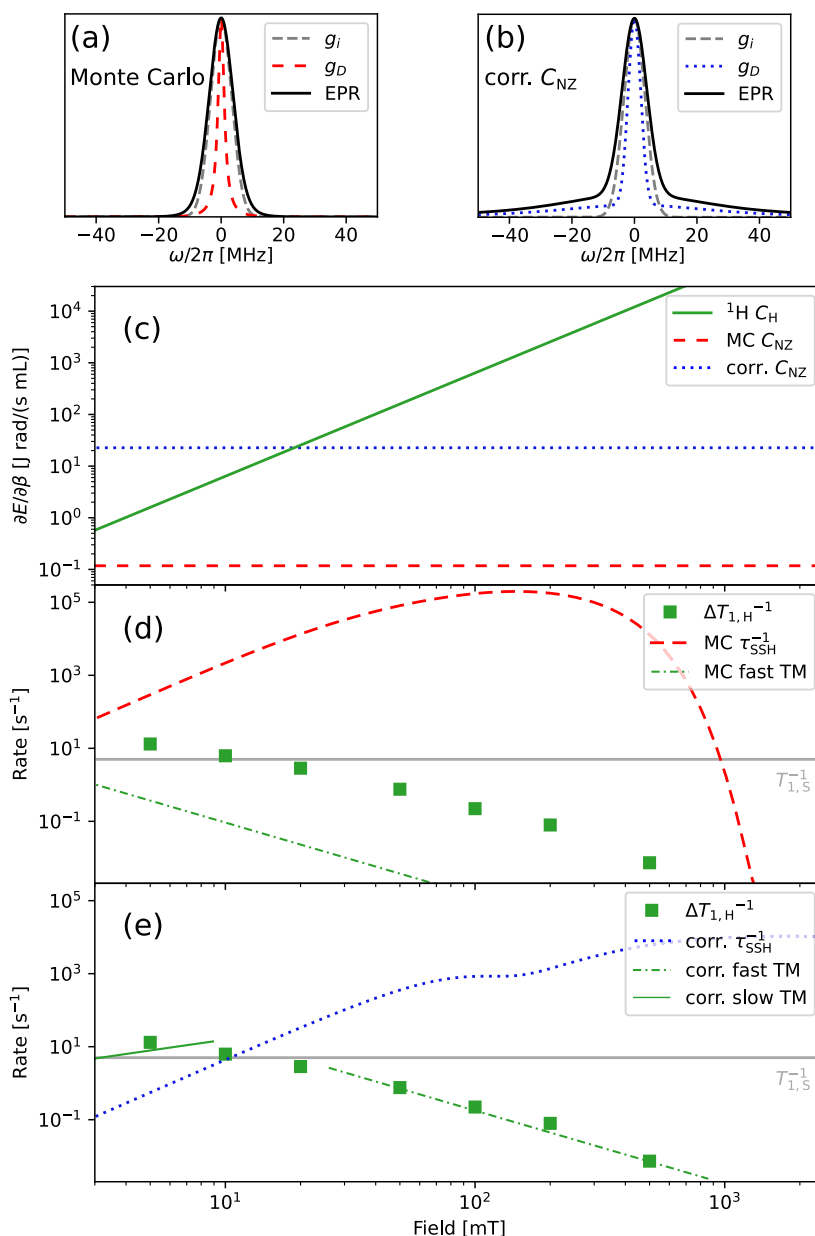 (a)
Monte Carlo
g_i
g_D
EPR
−40 −20 0 20 40
ω/2π [MHz]
(b)
corr. C_NZ
g_i
g_D
EPR
−40 −20 0 20 40
ω/2π [MHz]
(c)
¹H C_H
MC C_NZ
corr. C_NZ
∂E/∂β [J rad/(s mL)]
10⁴
10³
10²
10¹
10⁰
10⁻¹
(d)
ΔT_1,H⁻¹
MC τ_SSH⁻¹
MC fast TM
Rate [s⁻¹]
10⁵
10³
10¹
10⁻¹
T_1,S⁻¹
(e)
ΔT_1,H⁻¹
corr. τ_SSH⁻¹
corr. fast TM
corr. slow TM
Rate [s⁻¹]
10⁵
10³
10¹
10⁻¹
T_1,S⁻¹
10¹ 10² 10³
Field [mT]